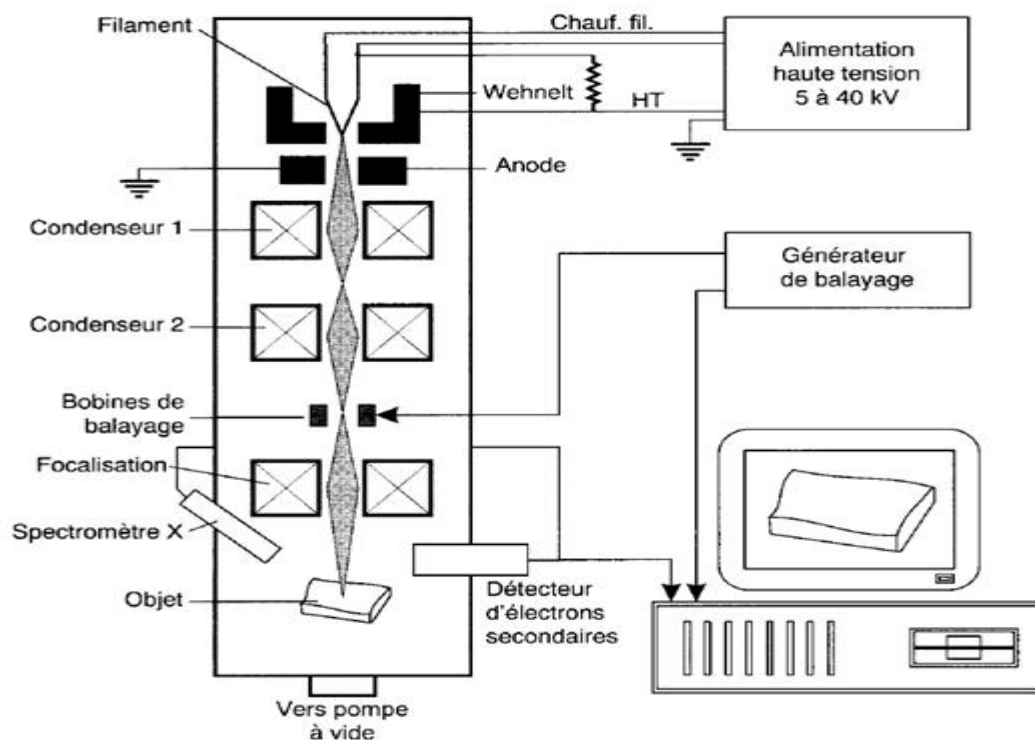 Filament
Chauf. fil.
Alimentation
haute tension
5 à 40 kV
Wehnelt
HT
Anode
Condenseur 1
Générateur
de balayage
Condenseur 2
Bobines de
balayage
Focalisation
Spectromètre X
Objet
Détecteur
d'électrons
secondaires
Vers pompe
à vide